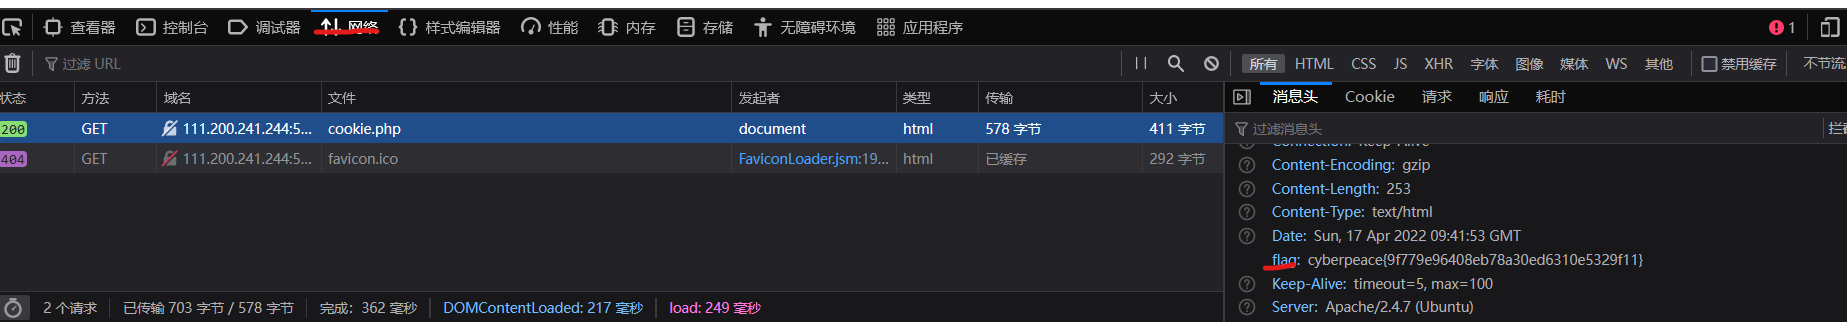 查看器 控制台 调试器 网络 样式编辑器 性能 内存 存储 无障碍环境 应用程序 1
过滤 URL 所有 HTML CSS JS XHR 字体 图像 媒体 WS 其他 禁用缓存 不节流
状态 方法 域名 文件 发起者 类型 传输 大小
200 GET 111.200.241.244:5... cookie.php document html 578 字节 411 字节
404 GET 111.200.241.244:5... favicon.ico FaviconLoader.jsm:19... html 已缓存 292 字节
2 个请求 已传输 703 字节 / 578 字节 完成: 362 毫秒 DOMContentLoaded: 217 毫秒 load: 249 毫秒
消息头 Cookie 请求 响应 耗时
过滤消息头
Connection: Keep-Alive
Content-Encoding: gzip
Content-Length: 253
Content-Type: text/html
Date: Sun, 17 Apr 2022 09:41:53 GMT
flag: cyberpeace{9f779e96408eb78a30ed6310e5329f11}
Keep-Alive: timeout=5, max=100
Server: Apache/2.4.7 (Ubuntu)